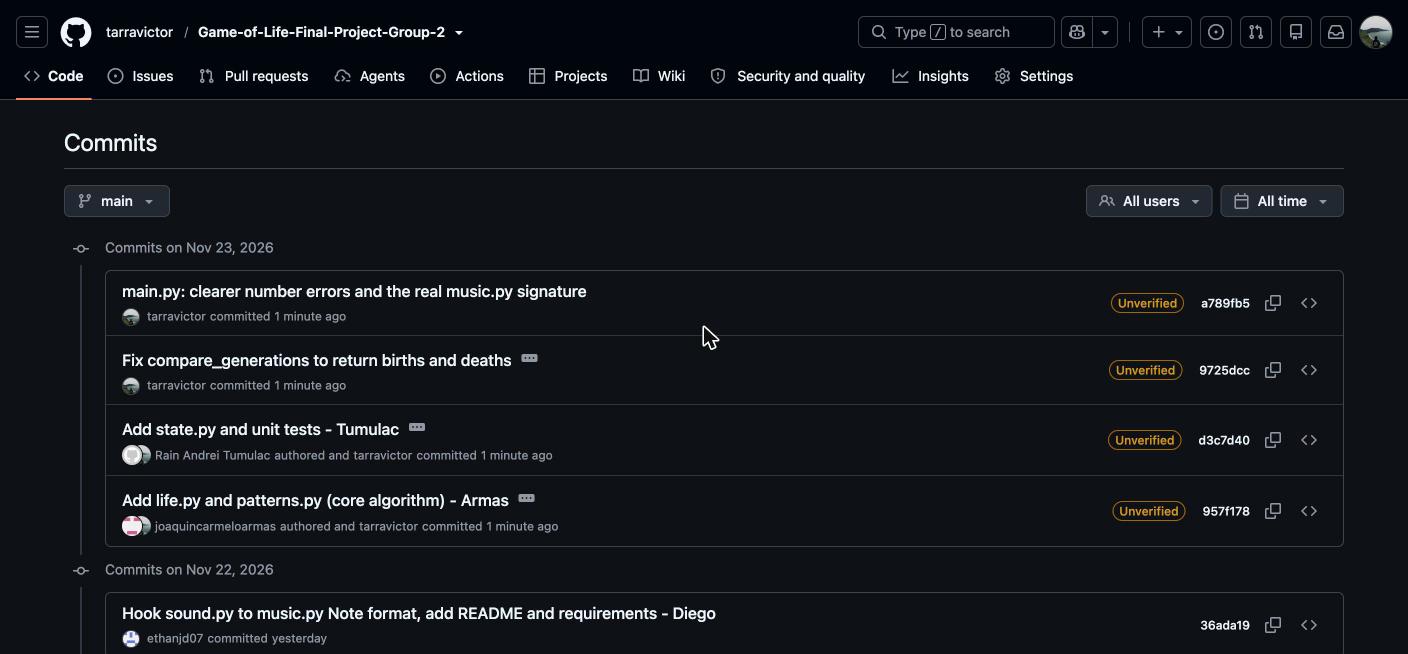 tarravictor / Game-of-Life-Final-Project-Group-2
Type / to search
Code Issues Pull requests Agents Actions Projects Wiki Security and quality Insights Settings
Commits
main
All users All time
Commits on Nov 23, 2026
main.py: clearer number errors and the real music.py signature
tarravictor committed 1 minute ago
Unverified a789fb5
Fix compare_generations to return births and deaths
tarravictor committed 1 minute ago
Unverified 9725dcc
Add state.py and unit tests - Tumulac
Rain Andrei Tumulac authored and tarravictor committed 1 minute ago
Unverified d3c7d40
Add life.py and patterns.py (core algorithm) - Armas
joaquincarmeloarmas authored and tarravictor committed 1 minute ago
Unverified 957f178
Commits on Nov 22, 2026
Hook sound.py to music.py Note format, add README and requirements - Diego
ethanjd07 committed yesterday
36ada19